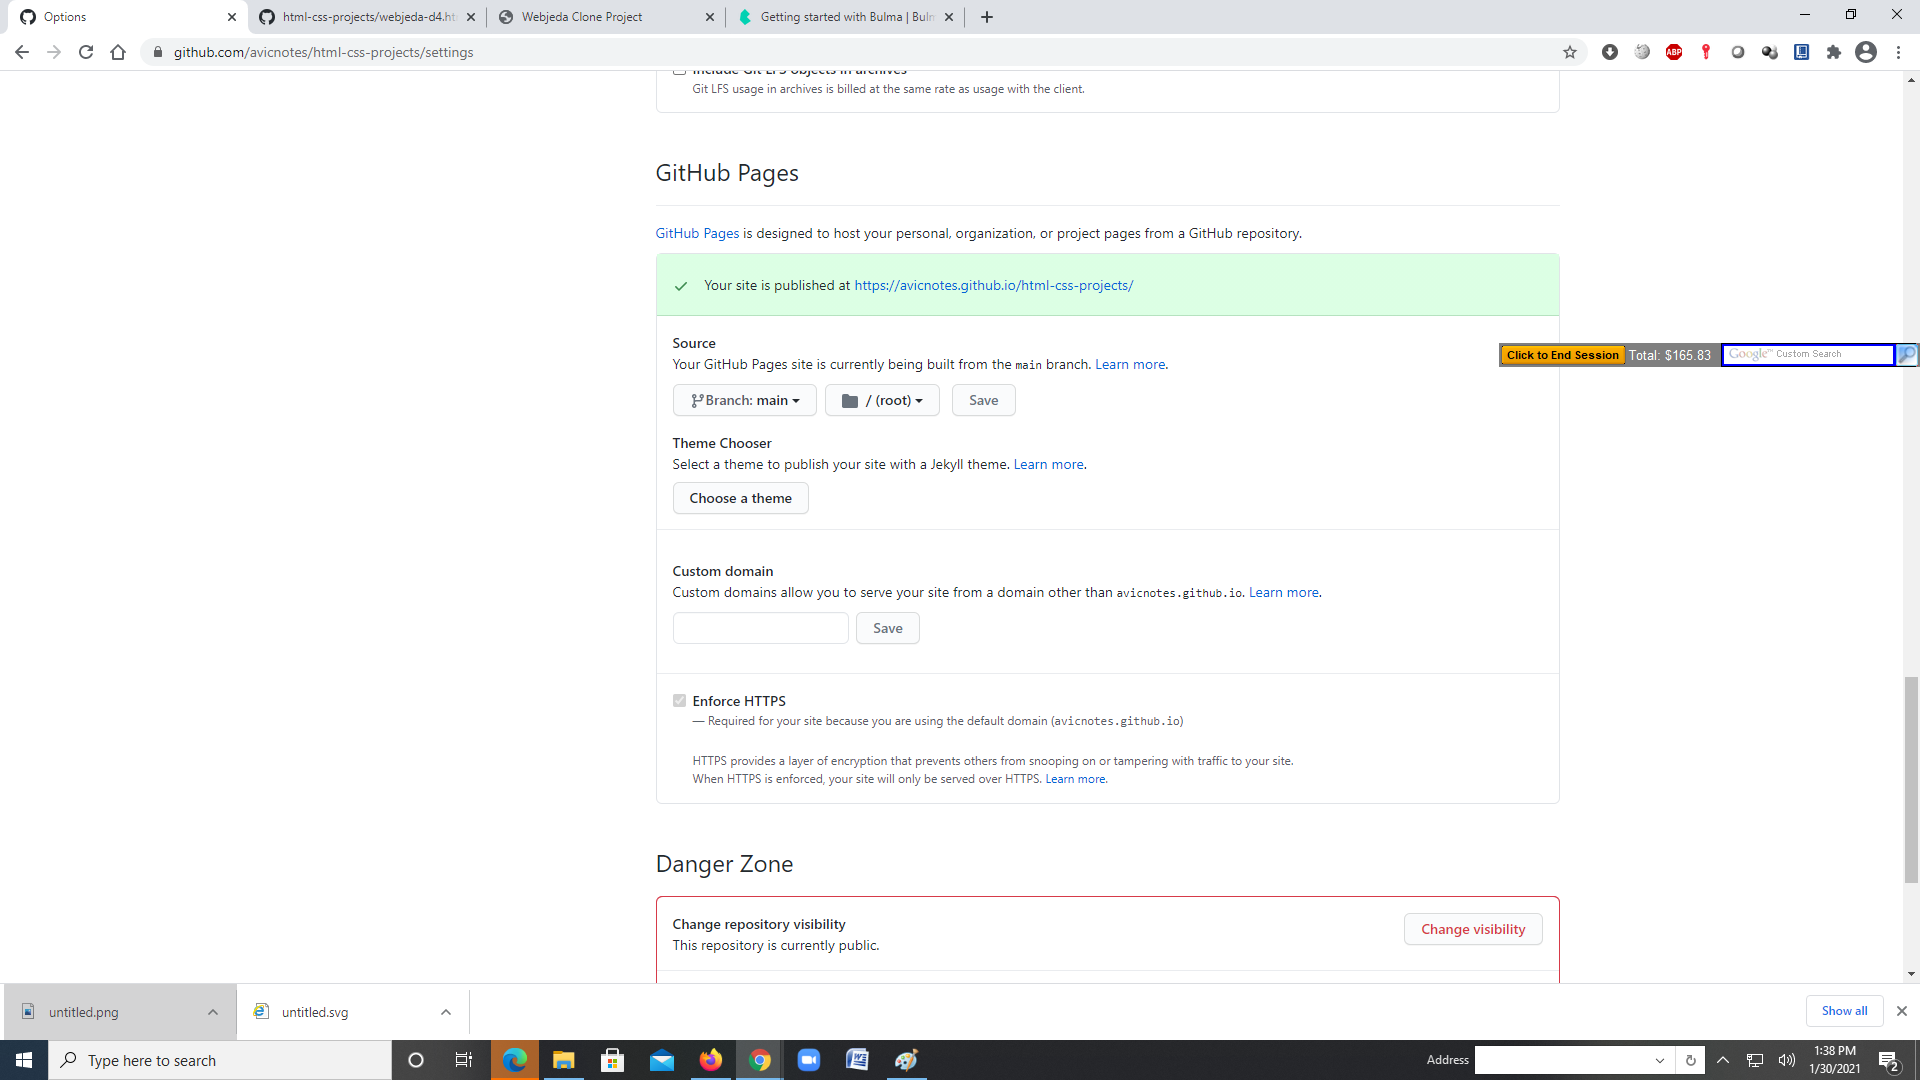 Options
html-css-projects/webjeda-d4.ht
Webjeda Clone Project
Getting started with Bulma | Bulm
github.com/avicnotes/html-css-projects/settings
ABP
Include Git LFS objects in archives
Git LFS usage in archives is billed at the same rate as usage with the client.
GitHub Pages
GitHub Pages is designed to host your personal, organization, or project pages from a GitHub repository.
Your site is published at https://avicnotes.github.io/html-css-projects/
Source
Your GitHub Pages site is currently being built from the main branch. Learn more.
Click to End Session Total: $165.83 Google™ Custom Search
Branch: main / (root) Save
Theme Chooser
Select a theme to publish your site with a Jekyll theme. Learn more.
Choose a theme
Custom domain
Custom domains allow you to serve your site from a domain other than avicnotes.github.io. Learn more.
Save
Enforce HTTPS
— Required for your site because you are using the default domain (avicnotes.github.io)
HTTPS provides a layer of encryption that prevents others from snooping on or tampering with traffic to your site.
When HTTPS is enforced, your site will only be served over HTTPS. Learn more.
Danger Zone
Change repository visibility
This repository is currently public.
Change visibility
untitled.png
untitled.svg
Show all
Type here to search
Address
1:38 PM
1/30/2021
2